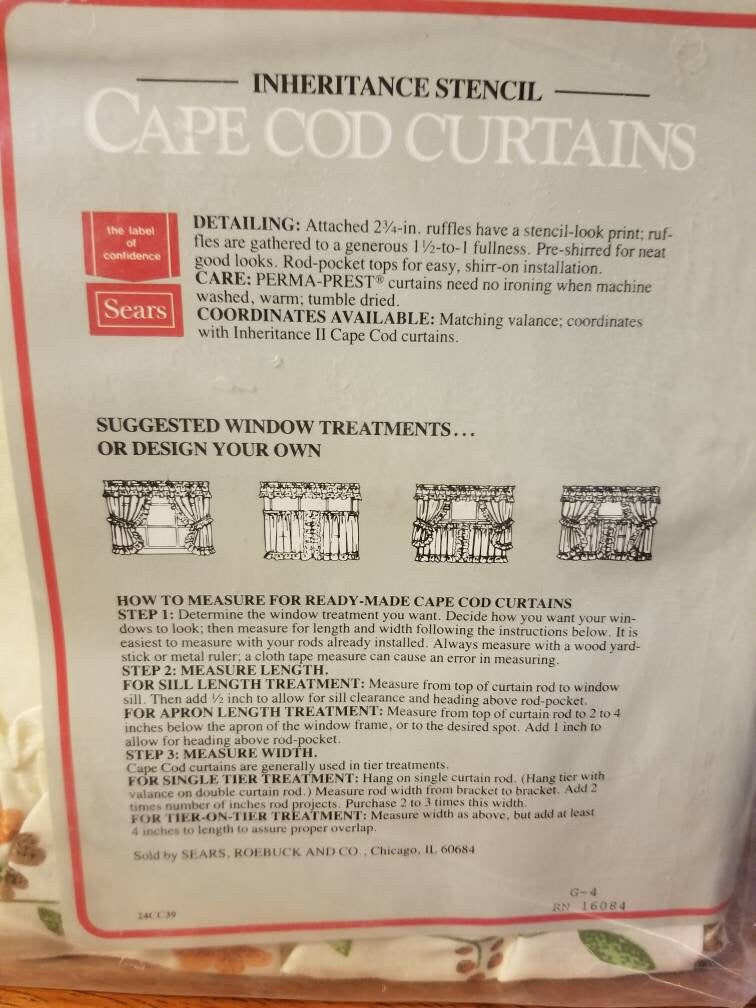 INHERITANCE STENCIL
CAPE COD CURTAINS
the label
of
confidence
Sears
DETAILING: Attached 2¾-in. ruffles have a stencil-look print; ruf-
fles are gathered to a generous 1½-to-1 fullness. Pre-shirred for neat
good looks. Rod-pocket tops for easy, shirr-on installation.
CARE: PERMA-PREST® curtains need no ironing when machine
washed, warm; tumble dried.
COORDINATES AVAILABLE: Matching valance; coordinates
with Inheritance II Cape Cod curtains.
SUGGESTED WINDOW TREATMENTS...
OR DESIGN YOUR OWN
HOW TO MEASURE FOR READY-MADE CAPE COD CURTAINS
STEP 1: Determine the window treatment you want. Decide how you want your win-
dows to look; then measure for length and width following the instructions below. It is
easiest to measure with your rods already installed. Always measure with a wood yard-
stick or metal ruler; a cloth tape measure can cause an error in measuring.
STEP 2: MEASURE LENGTH.
FOR SILL LENGTH TREATMENT: Measure from top of curtain rod to window
sill. Then add ½ inch to allow for sill clearance and heading above rod-pocket.
FOR APRON LENGTH TREATMENT: Measure from top of curtain rod to 2 to 4
inches below the apron of the window frame, or to the desired spot. Add 1 inch to
allow for heading above rod-pocket.
STEP 3: MEASURE WIDTH.
Cape Cod curtains are generally used in tier treatments.
FOR SINGLE TIER TREATMENT: Hang on single curtain rod. (Hang tier with
valance on double curtain rod.) Measure rod width from bracket to bracket. Add 2
times number of inches rod projects. Purchase 2 to 3 times this width.
FOR TIER-ON-TIER TREATMENT: Measure width as above, but add at least
4 inches to length to assure proper overlap.
Sold by SEARS, ROEBUCK AND CO., Chicago, IL 60684
G-4
RN 16084
24CC39